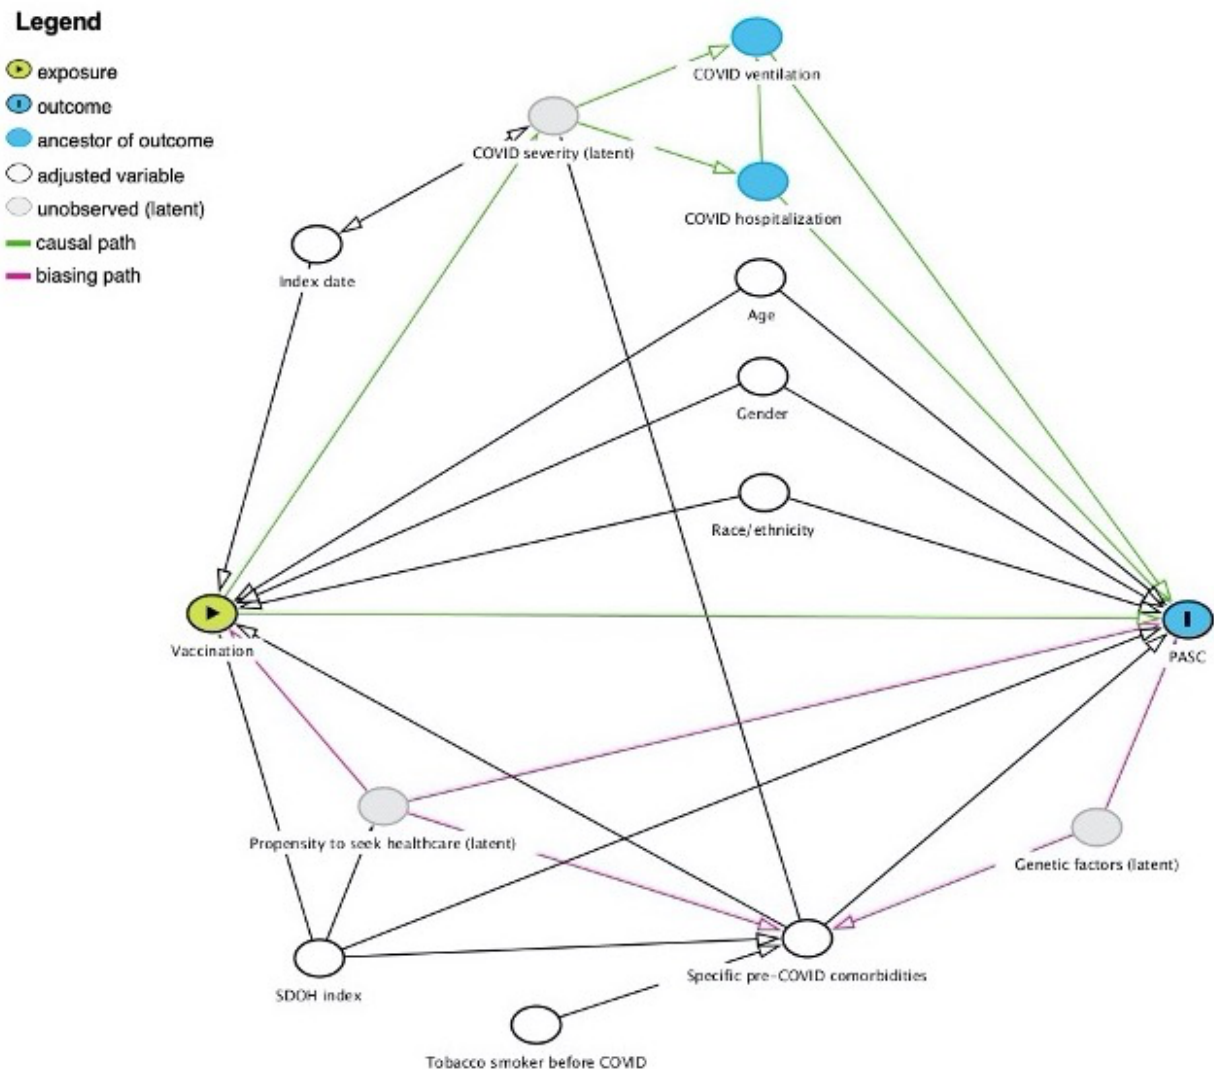 Legend
exposure
outcome
ancestor of outcome
adjusted variable
unobserved (latent)
causal path
biasing path
COVID ventilation
COVID severity (latent)
COVID hospitalization
Index date
Age
Gender
Race/ethnicity
Vaccination
PASC
Propensity to seek healthcare (latent)
Genetic factors (latent)
Specific pre-COVID comorbidities
SDOH index
Tobacco smoker before COVID